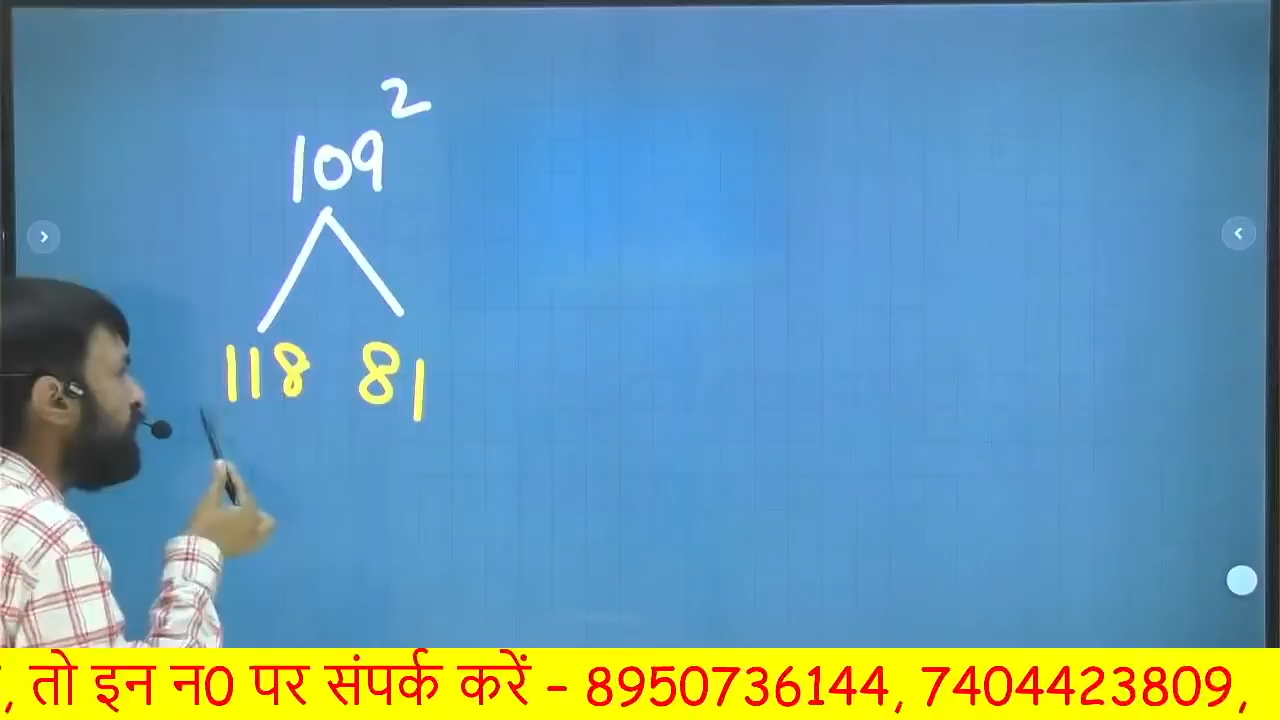 109²
118 81
, तो इन न0 पर संपर्क करें - 8950736144, 7404423809,